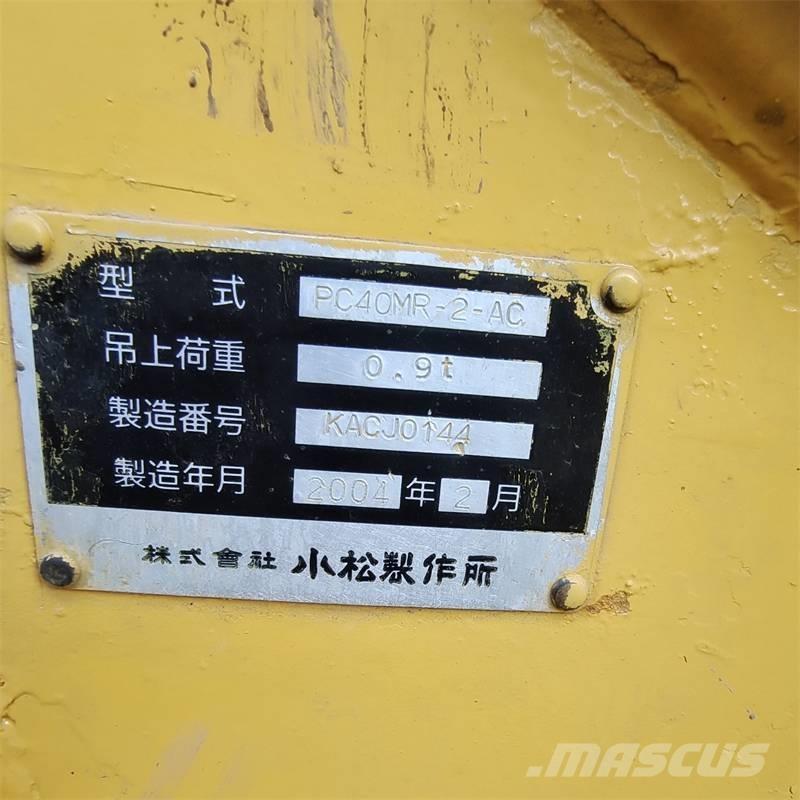 型 式 PC40MR-2-AC
吊上荷重 0.9t
製造番号 KACJ0144
製造年月 2004 年 2 月
株式會社 小松製作所
MASCUS